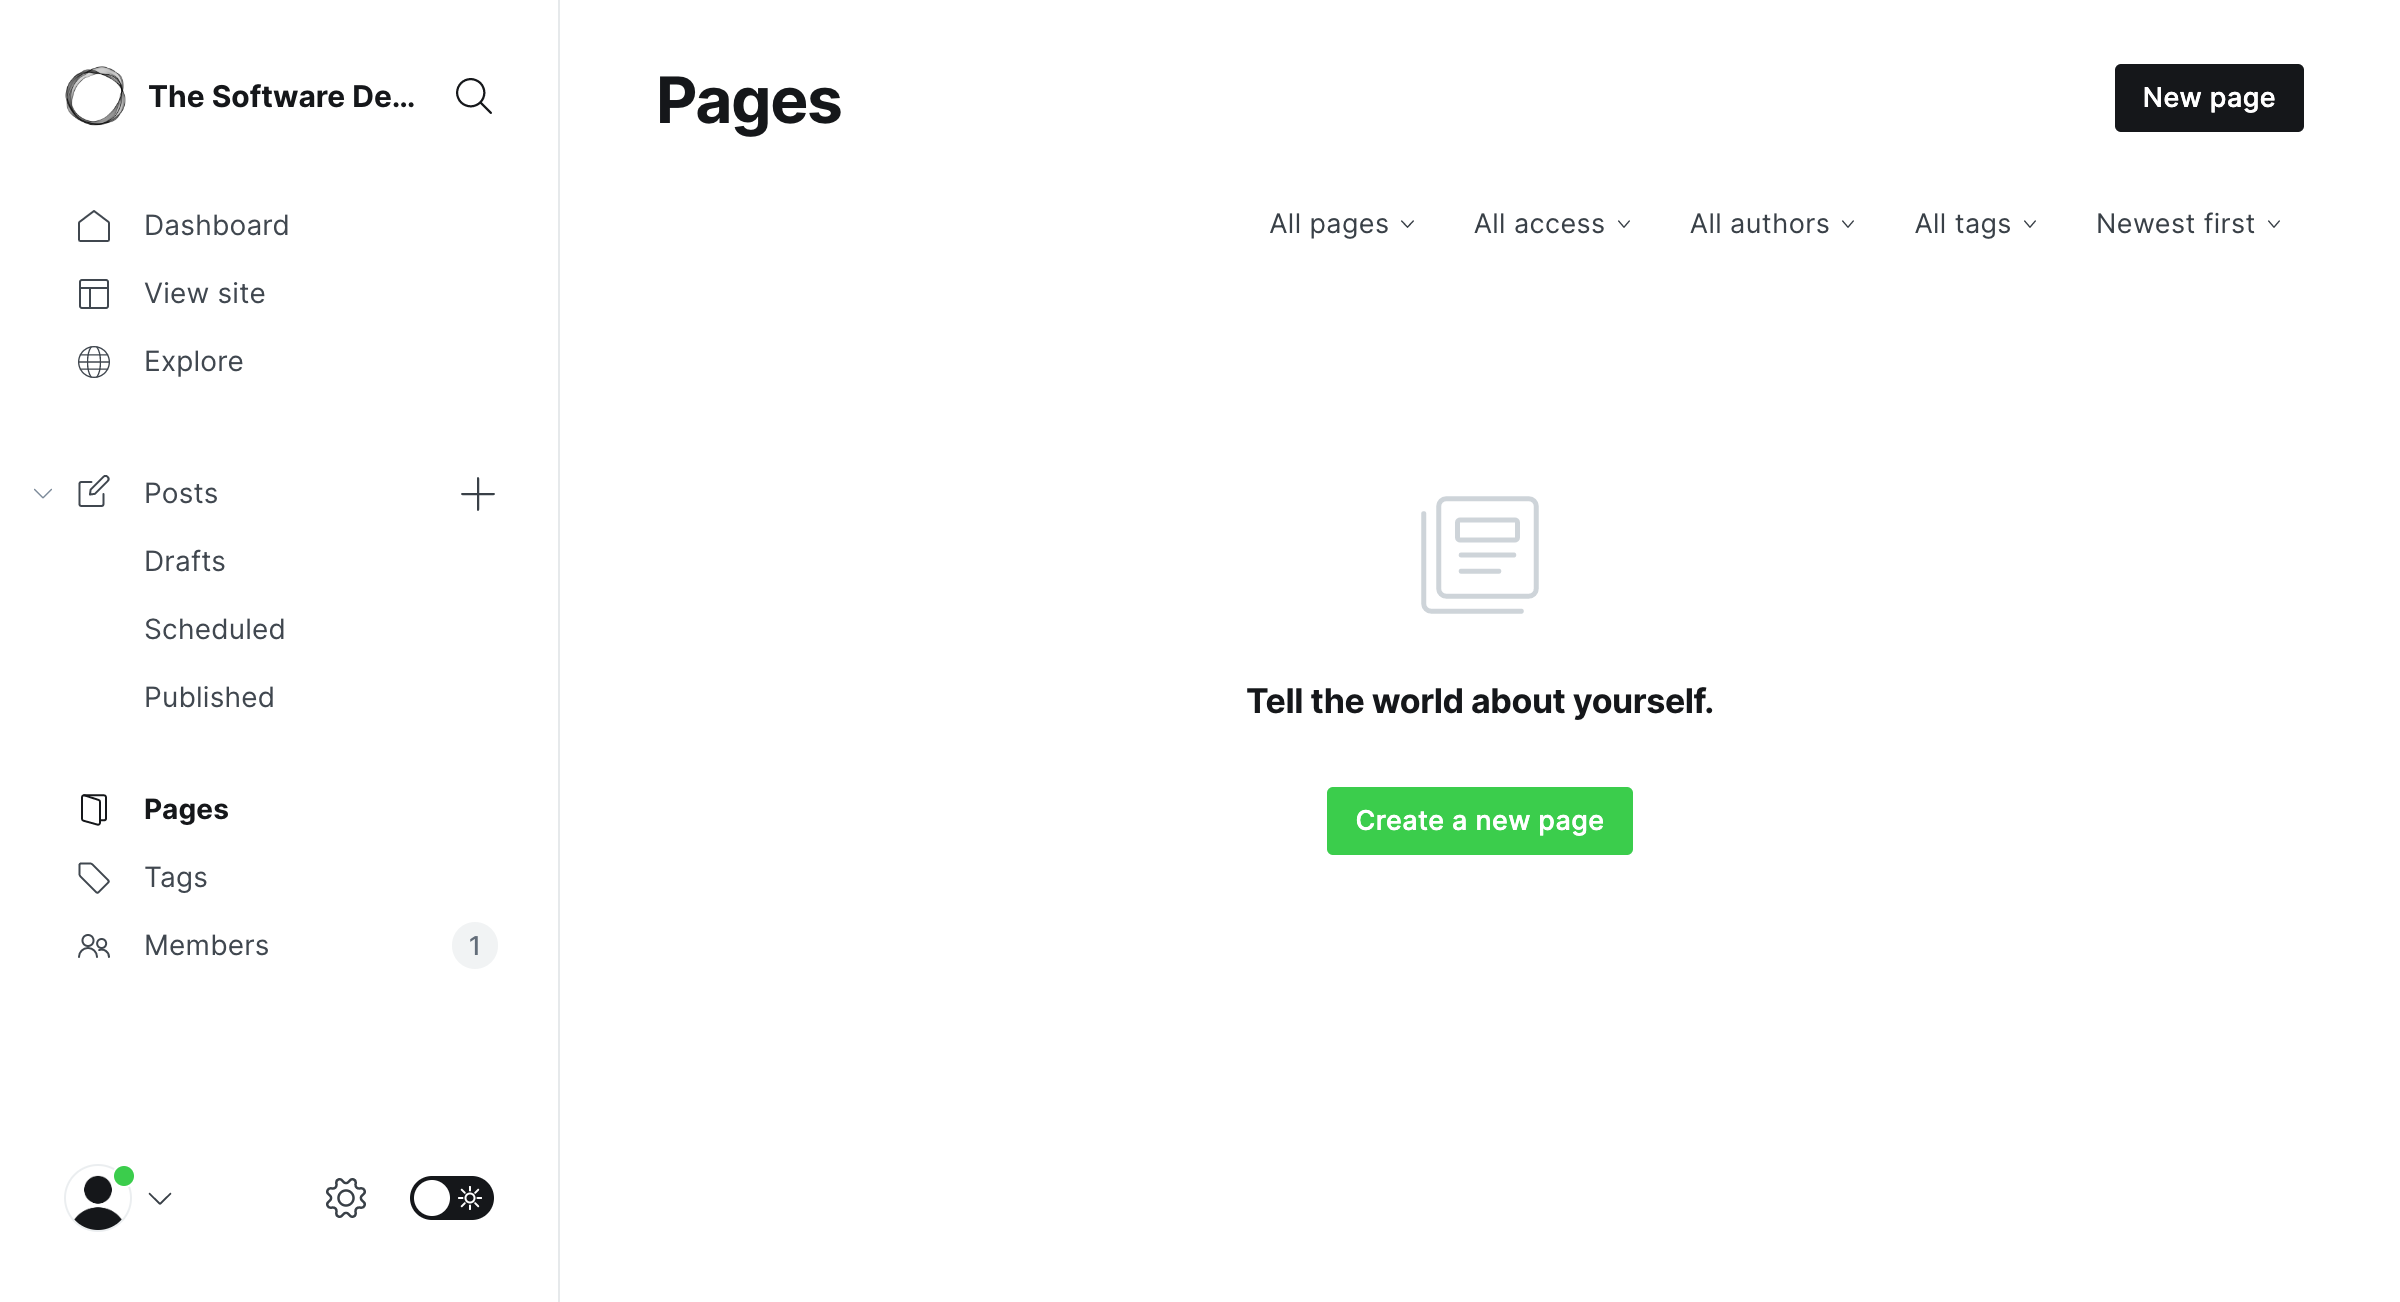 The Software De...
Dashboard
View site
Explore
Posts
Drafts
Scheduled
Published
Pages
Tags
Members 1
Pages
New page
All pages All access All authors All tags Newest first
Tell the world about yourself.
Create a new page